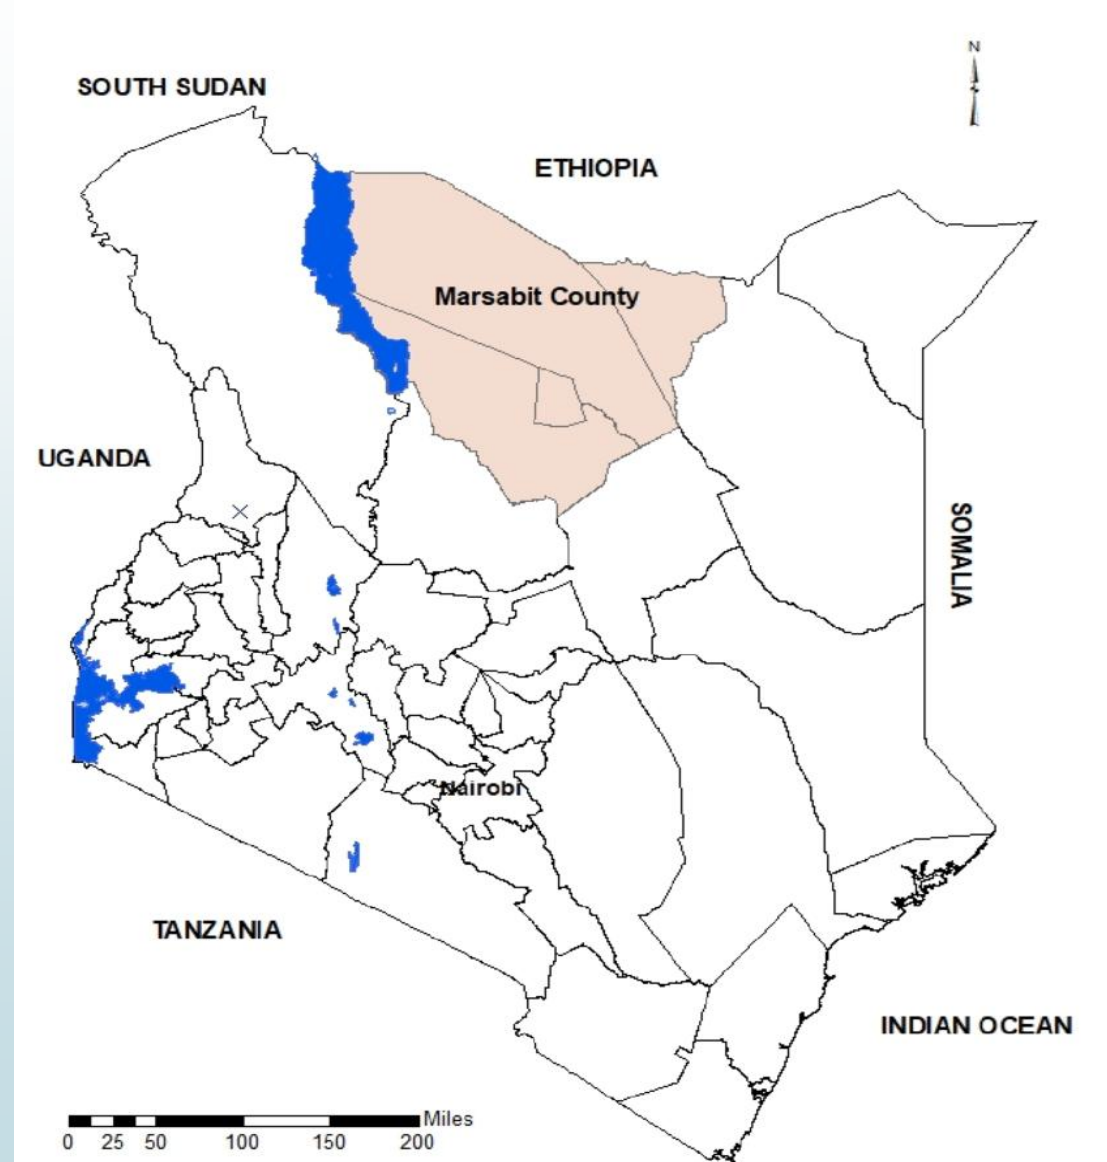 N
SOUTH SUDAN
ETHIOPIA
Marsabit County
UGANDA
SOMALIA
Nairobi
TANZANIA
INDIAN OCEAN
Miles
0 25 50 100 150 200